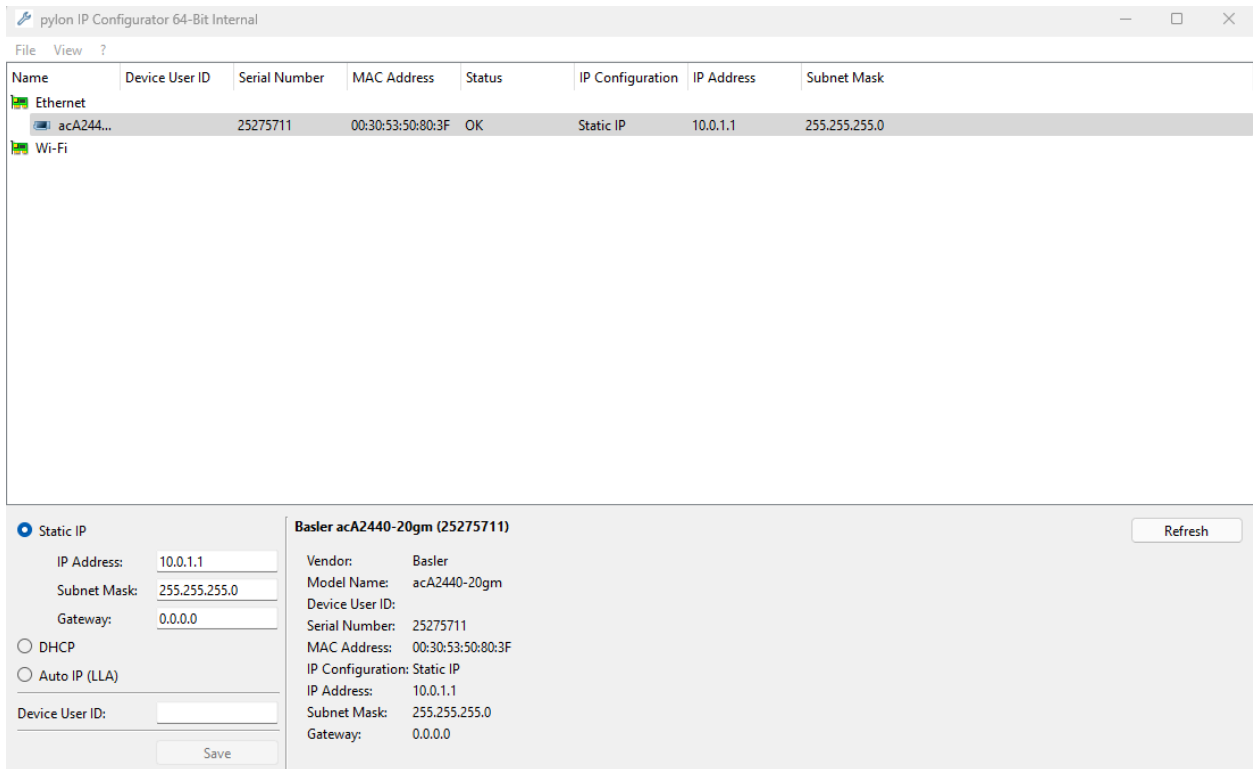 pylon IP Configurator 64-Bit Internal
File View ?
Name Device User ID Serial Number MAC Address Status IP Configuration IP Address Subnet Mask
Ethernet
acA244... 25275711 00:30:53:50:80:3F OK Static IP 10.0.1.1 255.255.255.0
Wi-Fi
Static IP
IP Address: 10.0.1.1
Subnet Mask: 255.255.255.0
Gateway: 0.0.0.0
DHCP
Auto IP (LLA)
Device User ID:
Save
Basler acA2440-20gm (25275711)
Vendor: Basler
Model Name: acA2440-20gm
Device User ID:
Serial Number: 25275711
MAC Address: 00:30:53:50:80:3F
IP Configuration: Static IP
IP Address: 10.0.1.1
Subnet Mask: 255.255.255.0
Gateway: 0.0.0.0
Refresh